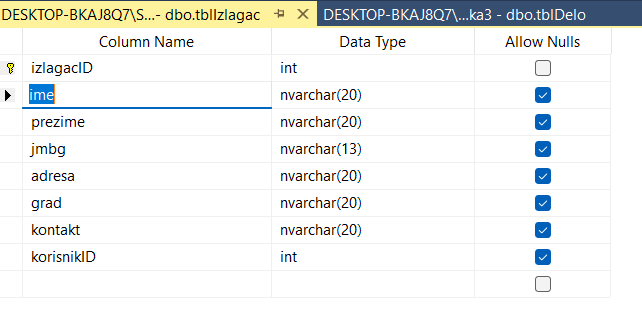 DESKTOP-BKAJ8Q7\S...- dbo.tblIzlagac DESKTOP-BKAJ8Q7\...ka3 - dbo.tblDelo
Column Name Data Type Allow Nulls
izlagacID int
ime nvarchar(20)
prezime nvarchar(20)
jmbg nvarchar(13)
adresa nvarchar(20)
grad nvarchar(20)
kontakt nvarchar(20)
korisnikID int